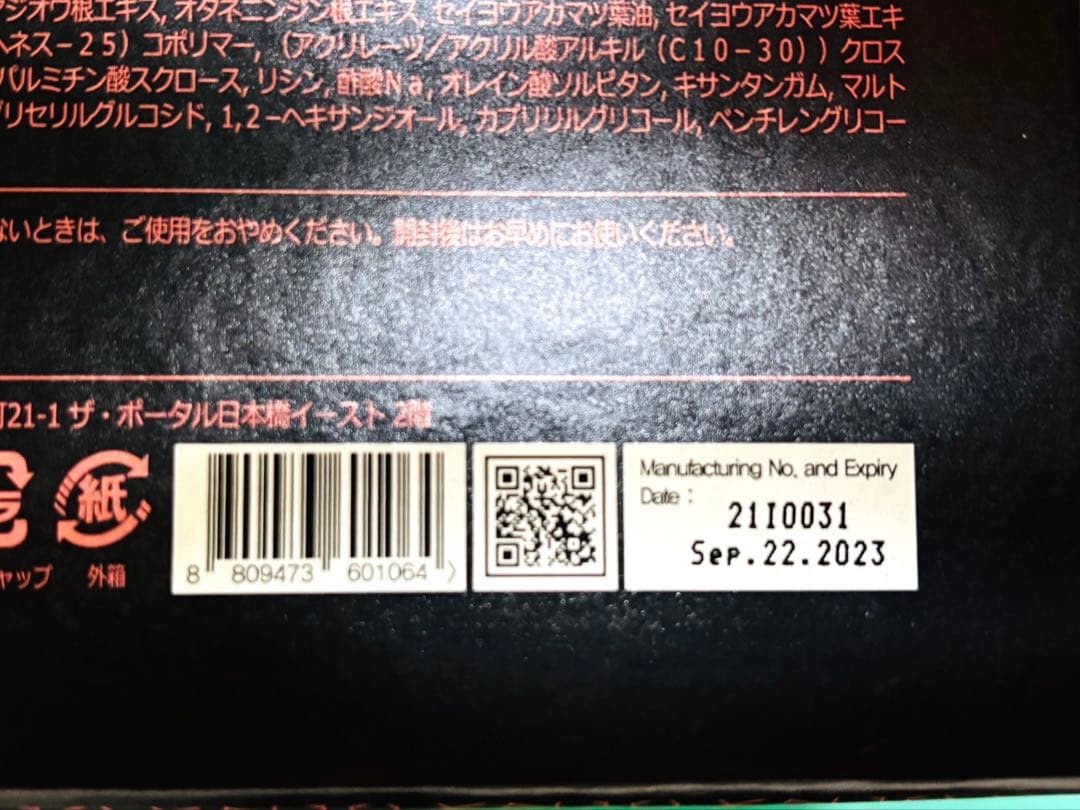 ジオウ根エキス, オタネニンジン根エキス, セイヨウアカマツ葉油, セイヨウアカマツ葉エキ
ヘネス－25）コポリマー, （アクリレーツ／アクリル酸アルキル（C10－30））クロス
パルミチン酸スクロース, リシン, 酢酸Na, オレイン酸ソルビタン, キサンタンガム, マルト
グリセリルグルコシド, 1,2－ヘキサンジオール, カプリリルグリコール, ペンチレングリコー
ないときは、ご使用をおやめください。開封後はお早めにお使いください。
町21-1 ザ・ポータル日本橋イースト 2階
紙
ャップ
外箱
8 809473 601064 >
Manufacturing No. and Expiry
Date :
21I0031
Sep.22.2023